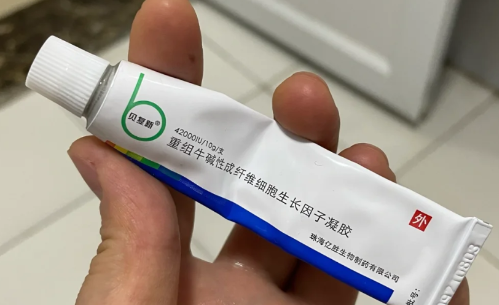 贝复新®
42000IU/10g/支
重组牛碱性成纤维细胞生长因子凝胶
外
珠海亿胜生物制药有限公司